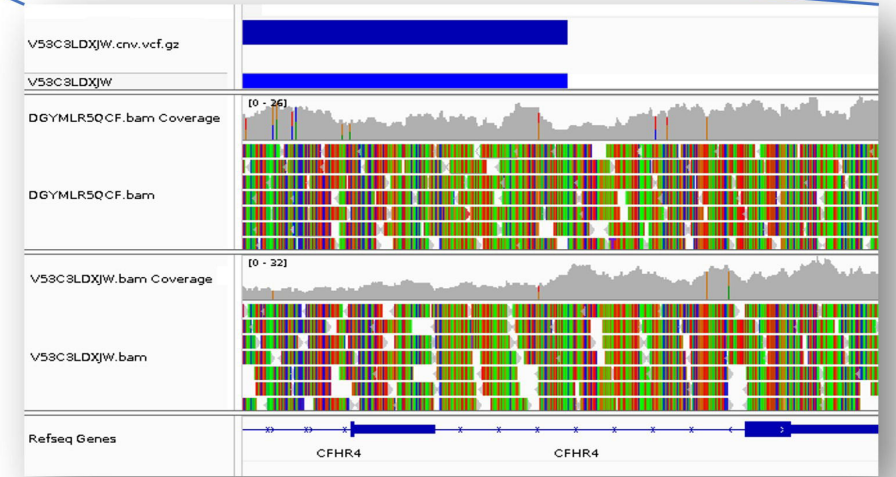 V53C3LDXJW.cnv.vcf.gz
V53C3LDXJW
[0 - 26]
DGYMLR5QCF.bam Coverage
DGYMLR5QCF.bam
[0 - 32]
V53C3LDXJW.bam Coverage
V53C3LDXJW.bam
Refseq Genes
CFHR4
CFHR4